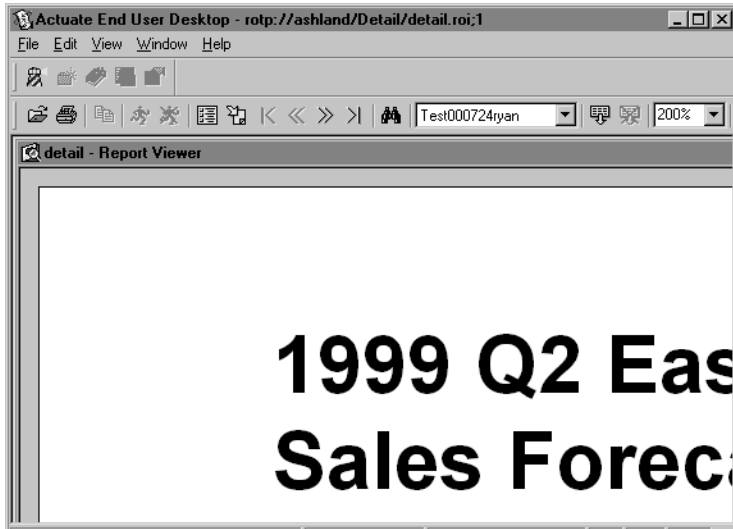 Actuate End User Desktop - rotp://ashland/Detail/detail.roi;1
File Edit View Window Help
Test000724ryan 200%
detail - Report Viewer
1999 Q2 Eas
Sales Foreca